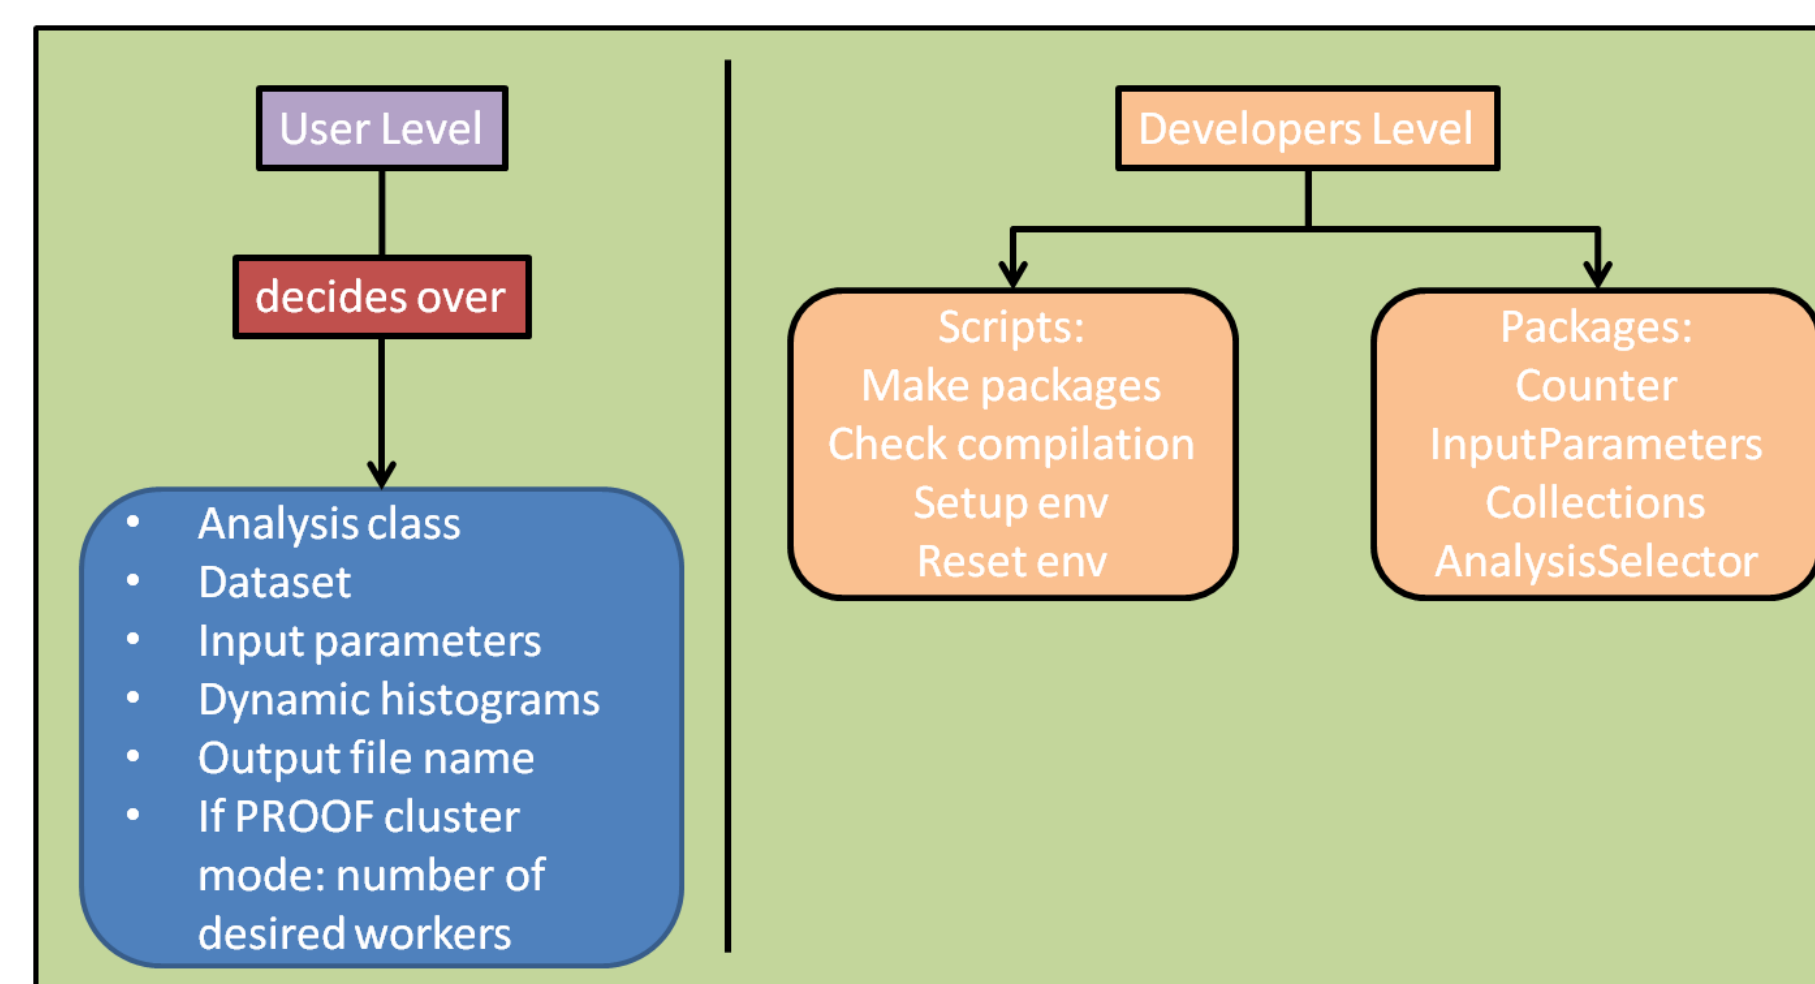 User Level
decides over
• Analysis class
• Dataset
• Input parameters
• Dynamic histograms
• Output file name
• If PROOF cluster
mode: number of
desired workers
Developers Level
Scripts:
Make packages
Check compilation
Setup env
Reset env
Packages:
Counter
InputParameters
Collections
AnalysisSelector